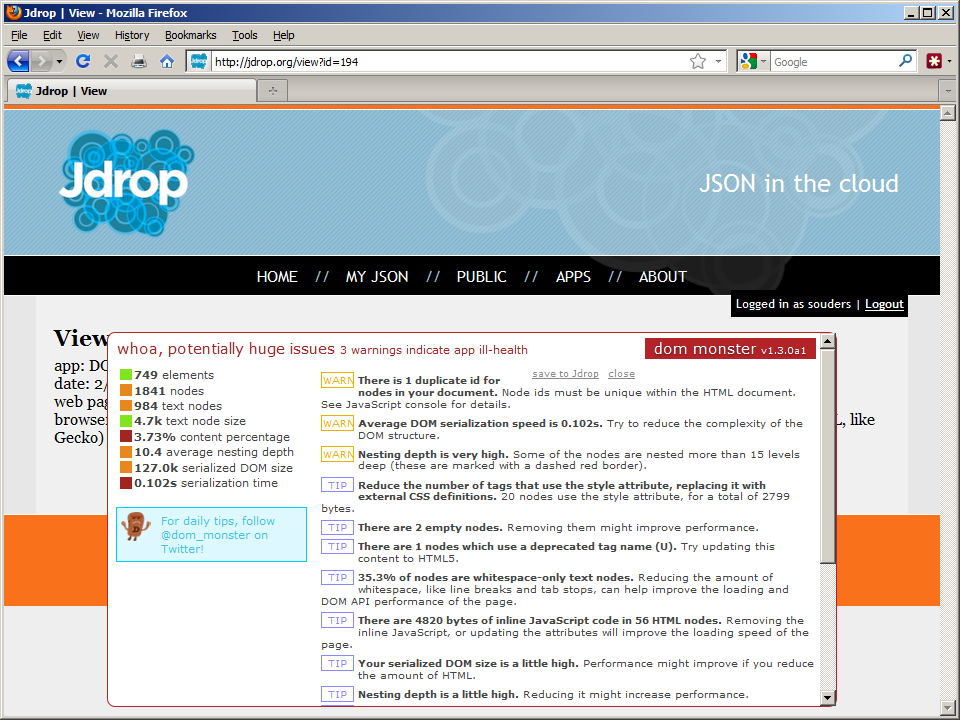 Jdrop | View - Mozilla Firefox
File Edit View History Bookmarks Tools Help
http://jdrop.org/view?id=194
Google
Jdrop | View
Jdrop
JSON in the cloud
HOME // MY JSON // PUBLIC // APPS // ABOUT
Logged in as souders | Logout
View
app: DO
date: 2/
web pag
browser
L, like
Gecko)
whoa, potentially huge issues 3 warnings indicate app ill-health
dom monster v1.3.0a1
save to Jdrop close
749 elements
1841 nodes
984 text nodes
4.7k text node size
3.73% content percentage
10.4 average nesting depth
127.0k serialized DOM size
0.102s serialization time
For daily tips, follow
@dom_monster on
Twitter!
WARN There is 1 duplicate id for
nodes in your document. Node ids must be unique within the HTML document.
See JavaScript console for details.
WARN Average DOM serialization speed is 0.102s. Try to reduce the complexity of the
DOM structure.
WARN Nesting depth is very high. Some of the nodes are nested more than 15 levels
deep (these are marked with a dashed red border).
TIP Reduce the number of tags that use the style attribute, replacing it with
external CSS definitions. 20 nodes use the style attribute, for a total of 2799
bytes.
TIP There are 2 empty nodes. Removing them might improve performance.
TIP There are 1 nodes which use a deprecated tag name (U). Try updating this
content to HTML5.
TIP 35.3% of nodes are whitespace-only text nodes. Reducing the amount of
whitespace, like line breaks and tab stops, can help improve the loading and
DOM API performance of the page.
TIP There are 4820 bytes of inline JavaScript code in 56 HTML nodes. Removing the
inline JavaScript, or updating the attributes will improve the loading speed of the
page.
TIP Your serialized DOM size is a little high. Performance might improve if you reduce
the amount of HTML.
TIP Nesting depth is a little high. Reducing it might increase performance.